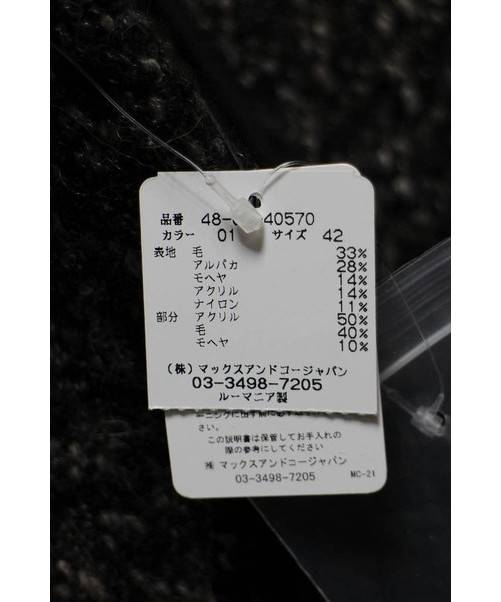 品番 48- 40570
カラー 01 サイズ 42
表地 毛 33%
アルパカ 28%
モヘヤ 14%
アクリル 14%
ナイロン 11%
部分 アクリル 50%
毛 40%
モヘヤ 10%
(株)マックスアンドコージャパン
03-3498-7205
ルーマニア製
さい。
この説明書は保管してお手入れの
際の参考にしてください
㈱ マックスアンドコージャパン
03-3498-7205 MC-21